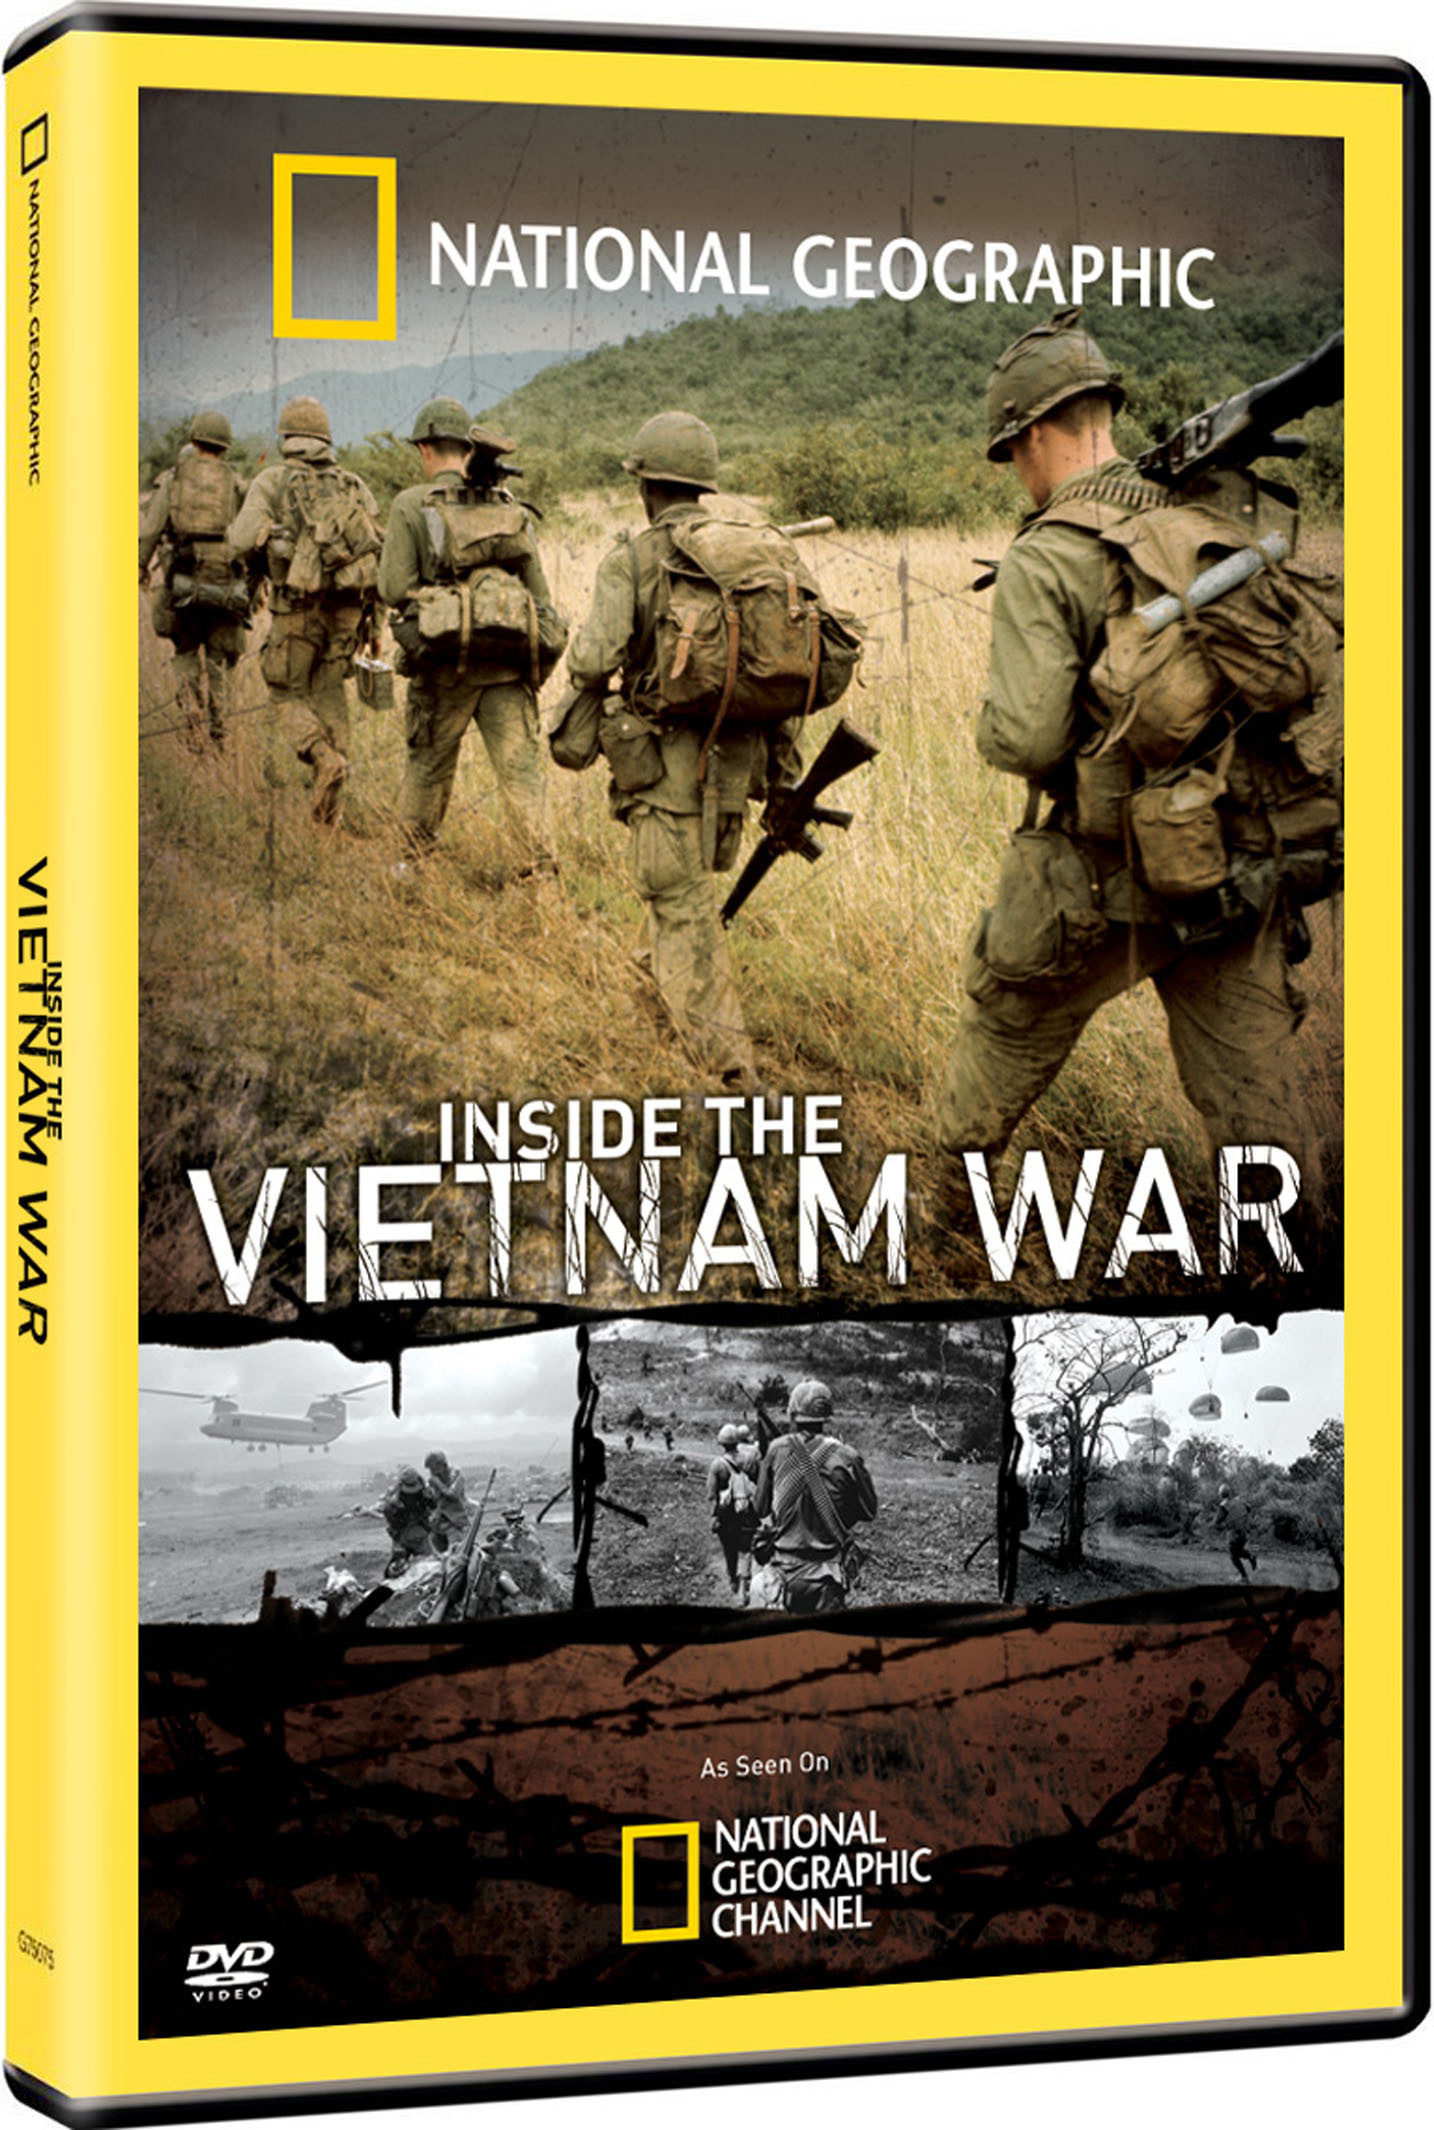 NATIONAL GEOGRAPHIC
INSIDE THE
VIETNAM WAR
As Seen On
NATIONAL
GEOGRAPHIC
CHANNEL
DVD
VIDEO
NATIONAL GEOGRAPHIC
INSIDE THE
VIETNAM WAR
G75075